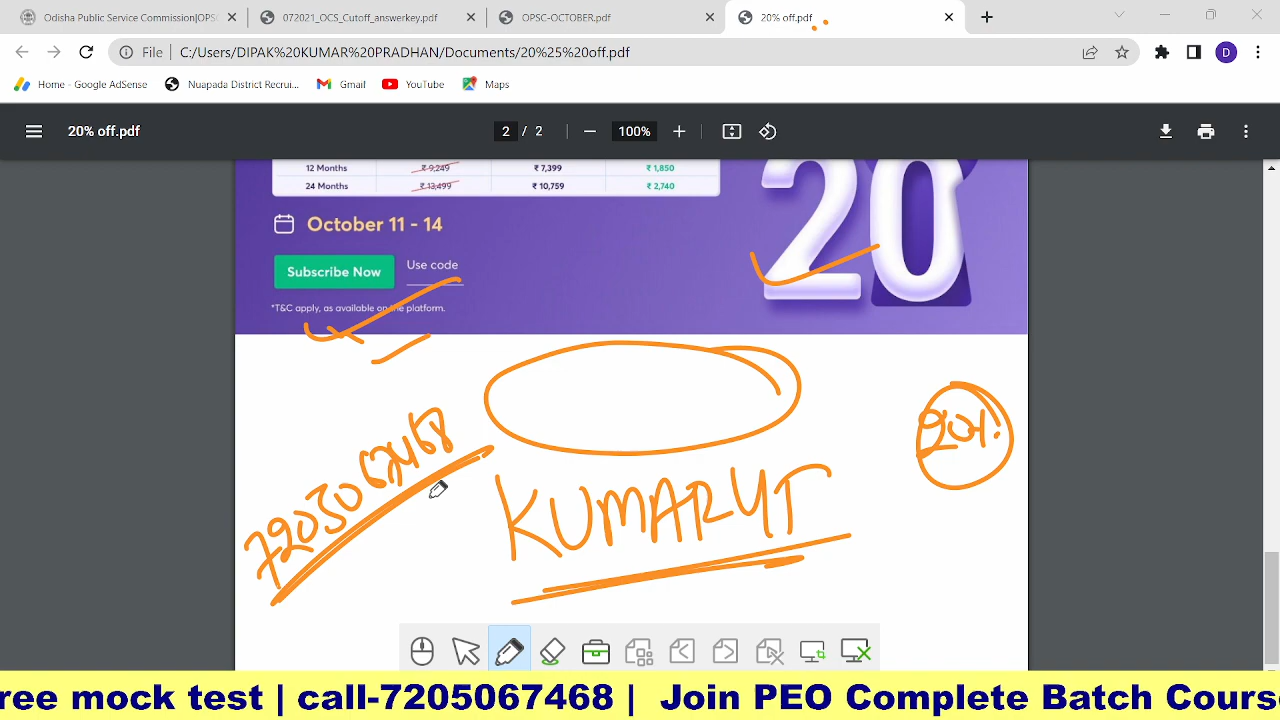 Odisha Public Service Commission[OPS
072021_OCS_Cutoff_answerkey.pdf
OPSC-OCTOBER.pdf
20% off.pdf
File
C:/Users/DIPAK%20KUMAR%20PRADHAN/Documents/20%25%20off.pdf
D
Home - Google AdSense
Nuapada District Recrui...
Gmail
YouTube
Maps
20% off.pdf
2 / 2
100%
12 Months ₹ 9,249 ₹ 7,399 ₹ 1,850
24 Months ₹ 13,499 ₹ 10,759 ₹ 2,740
October 11 - 14
20
Subscribe Now
Use code
*T&C apply, as available on the platform.
20%
7205067468
KUMARYT
ree mock test | call-7205067468 | Join PEO Complete Batch Cours